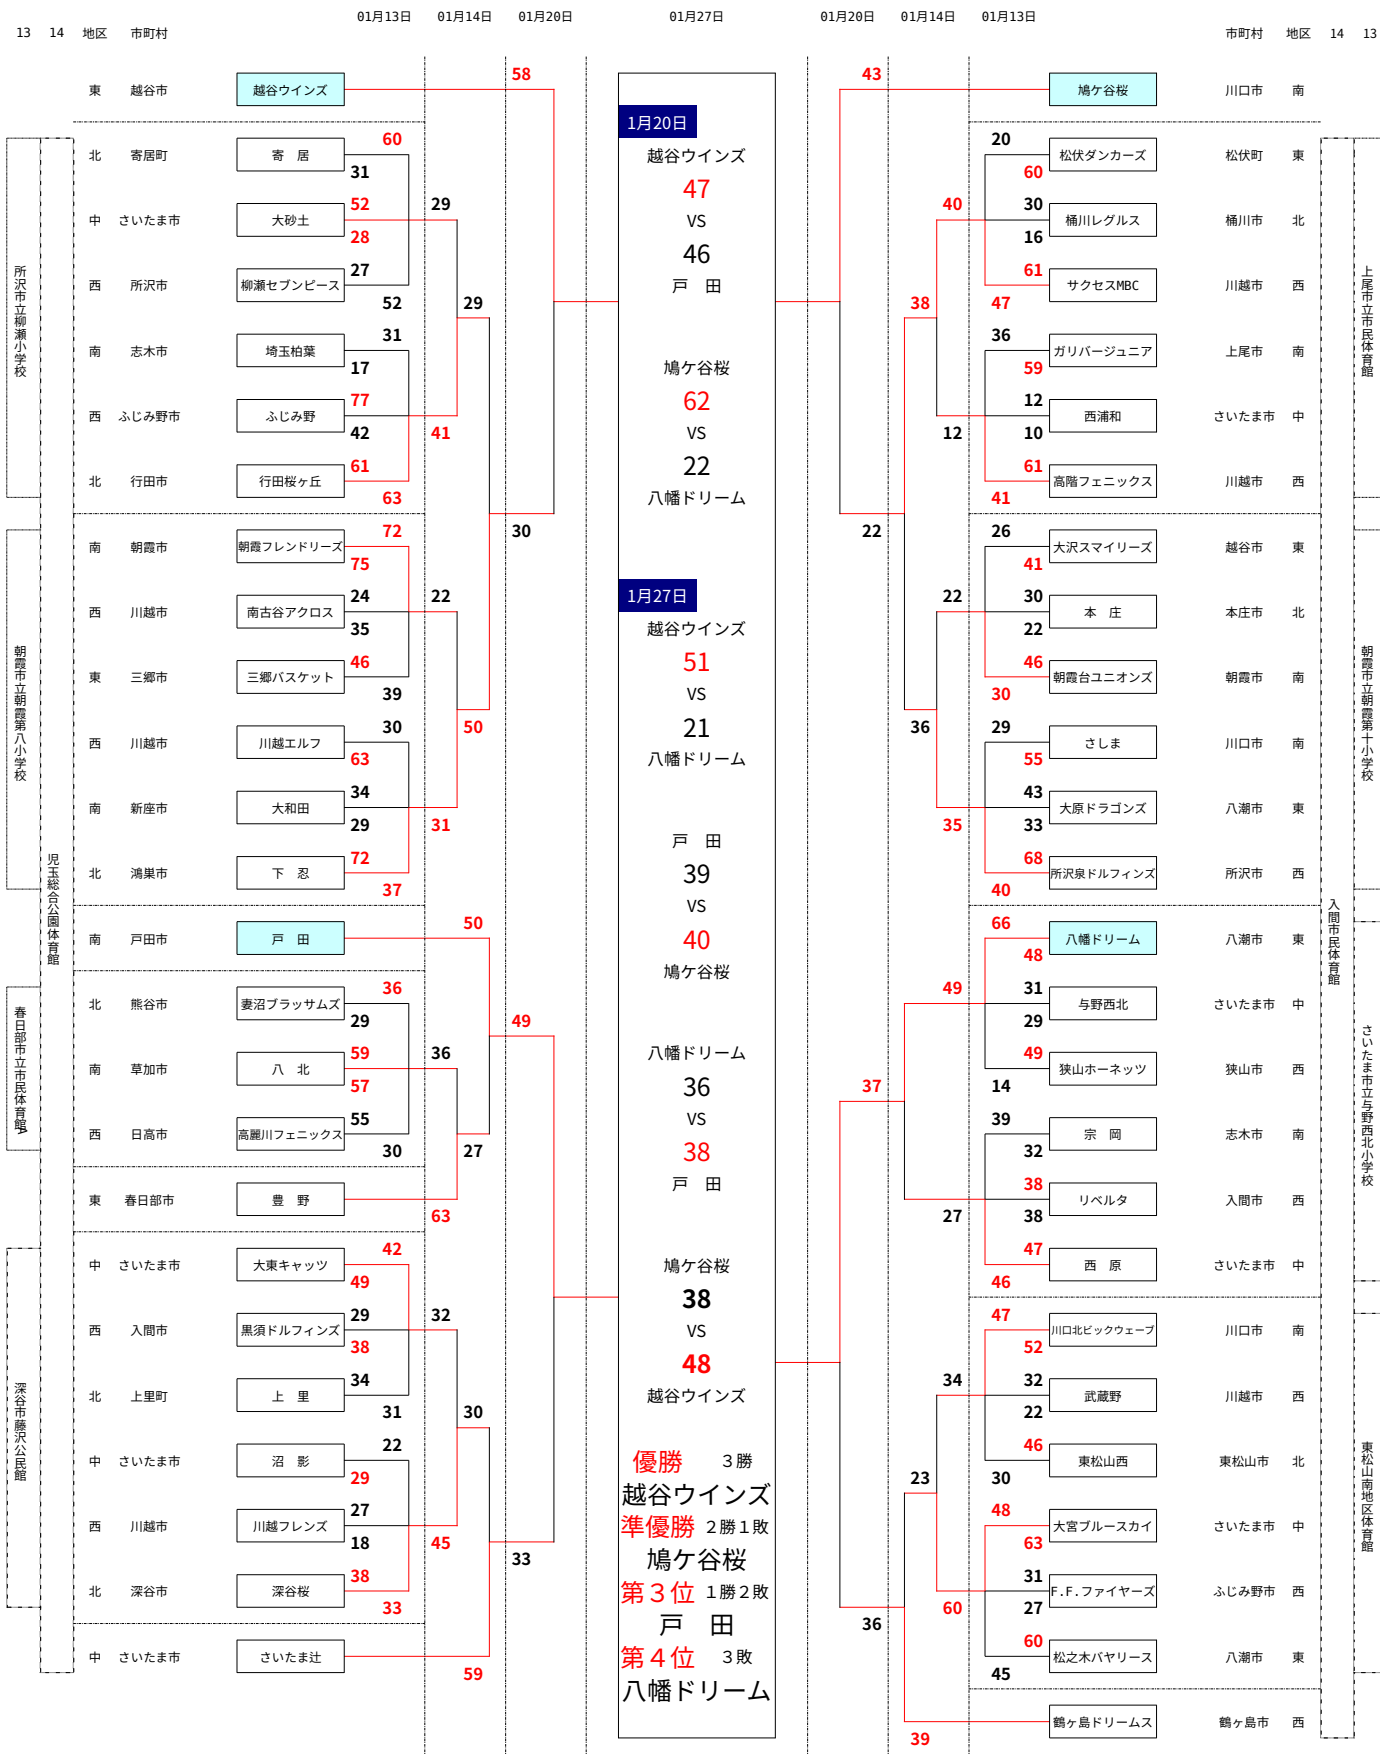 01月13日 01月14日 01月20日 01月27日 01月20日 01月14日 01月13日
13 14 地区 市町村 市町村 地区 14 13
58
東 越谷市 越谷ウインズ
60
北 寄居町 寄　居
31
52
中 さいたま市 大砂土
29
28
27
西 所沢市 柳瀬セブンピース
52
29
31
南 志木市 埼玉柏葉
17
77
西 ふじみ野市 ふじみ野
42
41
61
北 行田市 行田桜ヶ丘
63
30
72
南 朝霞市 朝霞フレンドリーズ
75
24
西 川越市 南古谷アクロス
22
35
46
東 三郷市 三郷バスケット
39
50
30
西 川越市 川越エルフ
63
34
南 新座市 大和田
29
31
72
北 鴻巣市 下　忍
37
50
南 戸田市 戸　田
36
北 熊谷市 妻沼ブラッサムズ
29
49
59
南 草加市 八　北
36
57
55
西 日高市 高麗川フェニックス
30
27
東 春日部市 豊　野
63
42
中 さいたま市 大東キャッツ
49
29
西 入間市 黒須ドルフィンズ
32
38
34
北 上里町 上　里
31
30
22
中 さいたま市 沼　影
29
27
西 川越市 川越フレンズ
18
45
33
38
北 深谷市 深谷桜
33
中 さいたま市 さいたま辻
59
所沢市立柳瀬小学校
朝霞市立朝霞第八小学校
児玉総合公園体育館
春日部市立市民体育館
深谷市藤沢公民館
1月20日
越谷ウインズ
47
VS
46
戸　田
鳩ケ谷桜
62
VS
22
八幡ドリーム
1月27日
越谷ウインズ
51
VS
21
八幡ドリーム
戸　田
39
VS
40
鳩ケ谷桜
八幡ドリーム
36
VS
38
戸　田
鳩ケ谷桜
38
VS
48
越谷ウインズ
優勝 ３勝
越谷ウインズ
準優勝 ２勝１敗
鳩ケ谷桜
第３位 １勝２敗
戸　田
第４位 ３敗
八幡ドリーム
43
鳩ケ谷桜 川口市 南
20
松伏ダンカーズ 松伏町 東
60
40
30
桶川レグルス 桶川市 北
16
61
サクセスMBC 川越市 西
47
38
36
ガリバージュニア 上尾市 南
59
12
西浦和 さいたま市 中
10
12
61
高階フェニックス 川越市 西
41
22
26
大沢スマイリーズ 越谷市 東
41
22
30
本　庄 本庄市 北
22
46
朝霞台ユニオンズ 朝霞市 南
30
36
29
さしま 川口市 南
55
43
大原ドラゴンズ 八潮市 東
33
35
68
所沢泉ドルフィンズ 所沢市 西
40
66
八幡ドリーム 八潮市 東
48
49
31
与野西北 さいたま市 中
29
49
狭山ホーネッツ 狭山市 西
14
37
39
宗　岡 志木市 南
32
38
リベルタ 入間市 西
38
27
47
西　原 さいたま市 中
46
47
川口北ビックウェーブ 川口市 南
52
34
32
武蔵野 川越市 西
22
46
東松山西 東松山市 北
30
23
48
大宮ブルースカイ さいたま市 中
63
31
F.F.ファイヤーズ ふじみ野市 西
27
60
36
60
松之木バヤリース 八潮市 東
45
鶴ヶ島ドリームス 鶴ヶ島市 西
39
上尾市立市民体育館
朝霞市立朝霞第十小学校
入間市民体育館
さいたま市立与野西北小学校
東松山南地区体育館